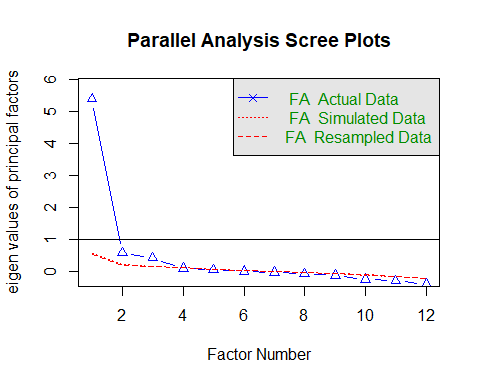 Parallel Analysis Scree Plots
eigen values of principal factors
6
5
4
3
2
1
0
FA Actual Data
FA Simulated Data
FA Resampled Data
2 4 6 8 10 12
Factor Number